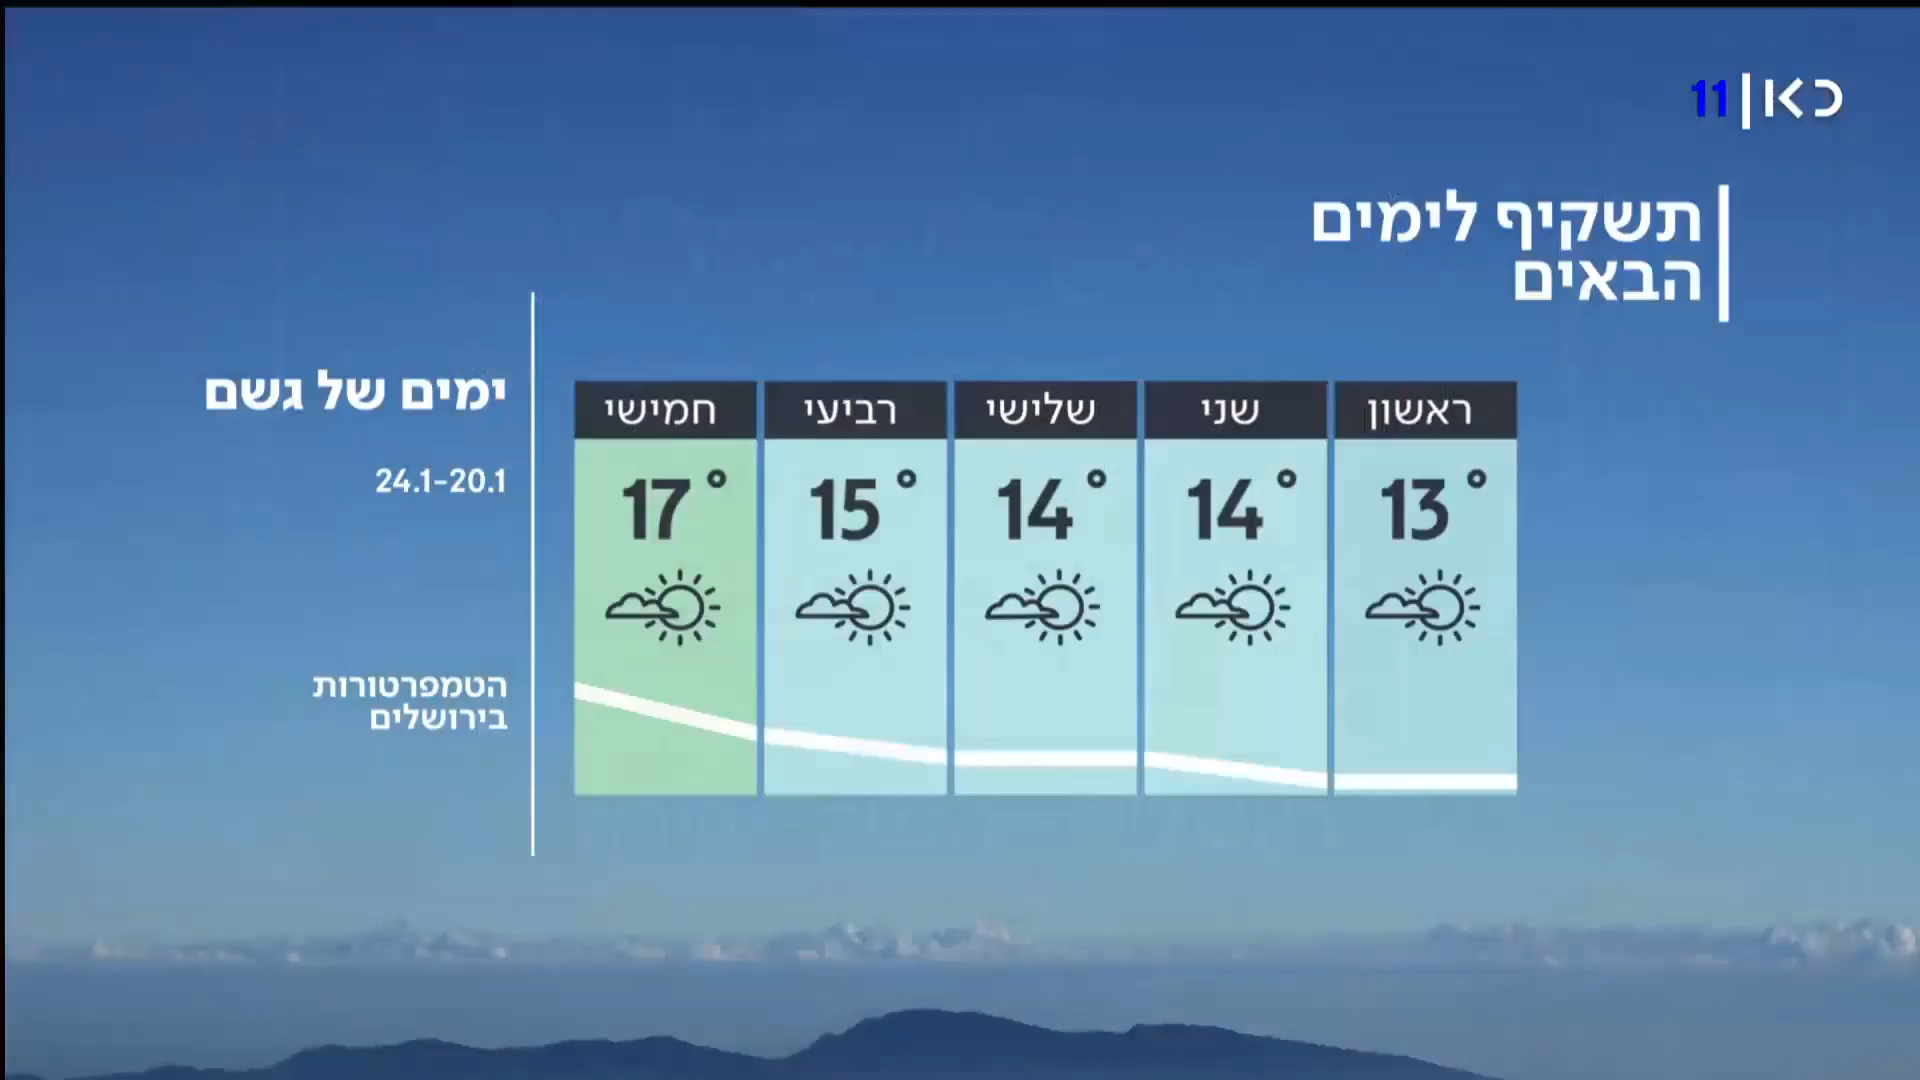 כאן|11
תשקיף לימים
הבאים
ראשון
שני
שלישי
רביעי
חמישי
13°
14°
14°
15°
17°
ימים של גשם
24.1-20.1
הטמפרטורות
בירושלים